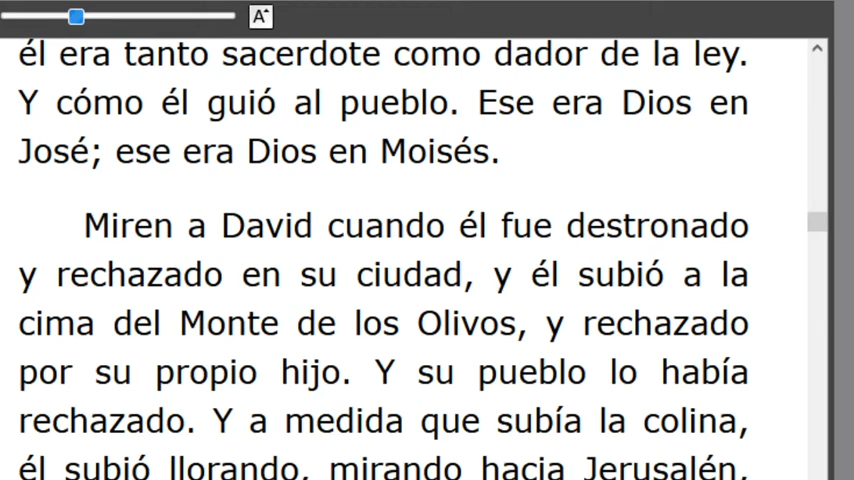 A
él era tanto sacerdote como dador de la ley.
Y cómo él guió al pueblo. Ese era Dios en
José; ese era Dios en Moisés.
Miren a David cuando él fue destronado
y rechazado en su ciudad, y él subió a la
cima del Monte de los Olivos, y rechazado
por su propio hijo. Y su pueblo lo había
rechazado. Y a medida que subía la colina,
él subió llorando, mirando hacia Jerusalén,